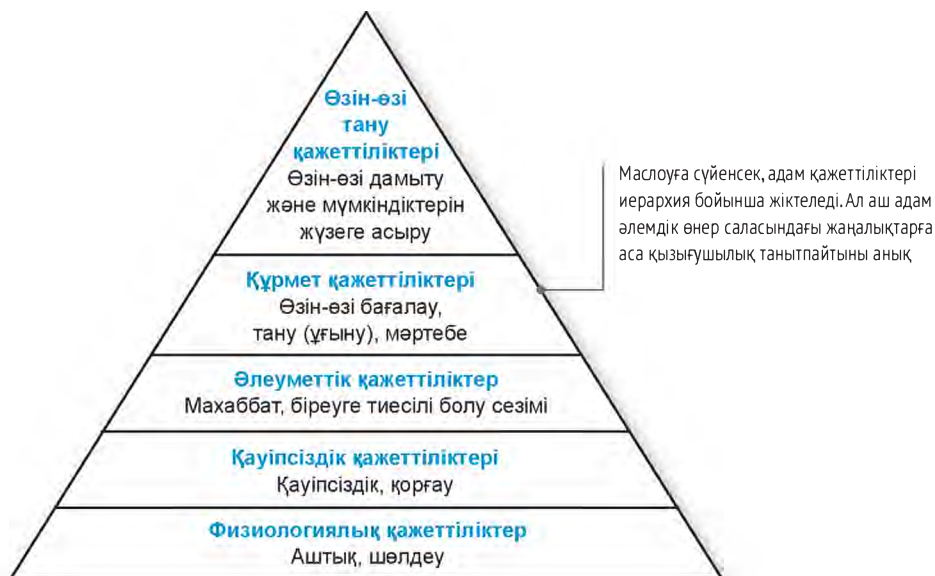 Өзін-өзі
тану
қажеттіліктері
Өзін-өзі дамыту
және мүмкіндіктерін
жүзеге асыру
Құрмет қажеттіліктері
Өзін-өзі бағалау,
тану (ұғыну), мәртебе
Әлеуметтік қажеттіліктер
Махаббат, біреуге тиесілі болу сезімі
Қауіпсіздік қажеттіліктері
Қауіпсіздік, қорғау
Физиологиялық қажеттіліктер
Аштық, шөлдеу
Маслоуға сүйенсек, адам қажеттіліктері
иерархия бойынша жіктеледі. Ал аш адам
әлемдік өнер саласындағы жаңалықтарға
аса қызығушылық танытпайтыны анық